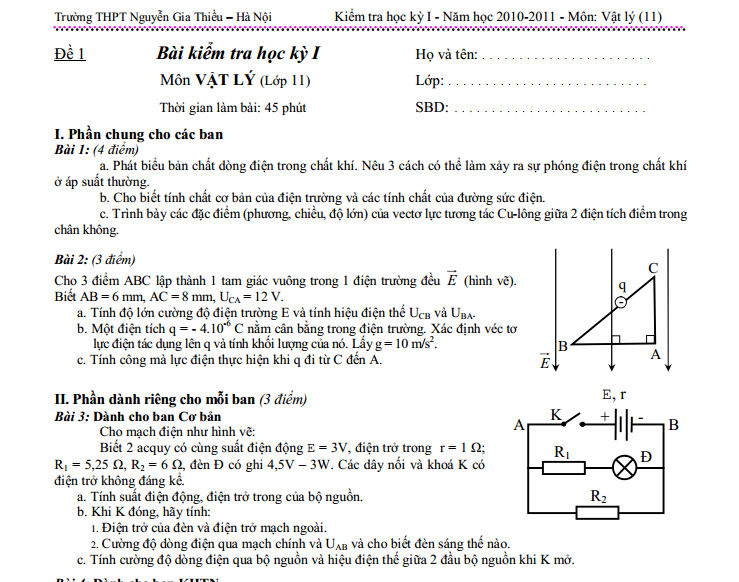 Trường THPT Nguyễn Gia Thiều – Hà Nội Kiểm tra học kỳ I - Năm học 2010-2011 - Môn: Vật lý (11)
Đề 1 Bài kiểm tra học kỳ I Họ và tên: . . . . . . . . . . . . . . . . . . . . . . . .
Môn VẬT LÝ (Lớp 11) Lớp: . . . . . . . . . . . . . . . . . . . . . . . . . . . .
Thời gian làm bài: 45 phút SBD: . . . . . . . . . . . . . . . . . . . . . . . . . . .
I. Phần chung cho các ban
Bài 1: (4 điểm)
a. Phát biểu bản chất dòng điện trong chất khí. Nêu 3 cách có thể làm xảy ra sự phóng điện trong chất khí
ở áp suất thường.
b. Cho biết tính chất cơ bản của điện trường và các tính chất của đường sức điện.
c. Trình bày các đặc điểm (phương, chiều, độ lớn) của vectơ lực tương tác Cu-lông giữa 2 điện tích điểm trong
chân không.
Bài 2: (3 điểm)
Cho 3 điểm ABC lập thành 1 tam giác vuông trong 1 điện trường đều E⃗ (hình vẽ).
Biết AB = 6 mm, AC = 8 mm, U_CA = 12 V.
a. Tính độ lớn cường độ điện trường E và tính hiệu điện thế U_CB và U_BA.
b. Một điện tích q = - 4.10⁻⁶ C nằm cân bằng trong điện trường. Xác định véc tơ
lực điện tác dụng lên q và tính khối lượng của nó. Lấy g = 10 m/s².
c. Tính công mà lực điện thực hiện khi q đi từ C đến A.
C
q
B
A
E⃗
II. Phần dành riêng cho mỗi ban (3 điểm)
Bài 3: Dành cho ban Cơ bản
Cho mạch điện như hình vẽ:
Biết 2 acquy có cùng suất điện động E = 3V, điện trở trong r = 1 Ω;
R₁ = 5,25 Ω, R₂ = 6 Ω, đèn Đ có ghi 4,5V – 3W. Các dây nối và khoá K có
điện trở không đáng kể.
a. Tính suất điện động, điện trở trong của bộ nguồn.
b. Khi K đóng, hãy tính:
1. Điện trở của đèn và điện trở mạch ngoài.
2. Cường độ dòng điện qua mạch chính và U_AB và cho biết đèn sáng thế nào.
c. Tính cường độ dòng điện qua bộ nguồn và hiệu điện thế giữa 2 đầu bộ nguồn khi K mở.
E, r
A K + - B
R₁ Đ
R₂
Bài 4: Dành cho ban KHTN